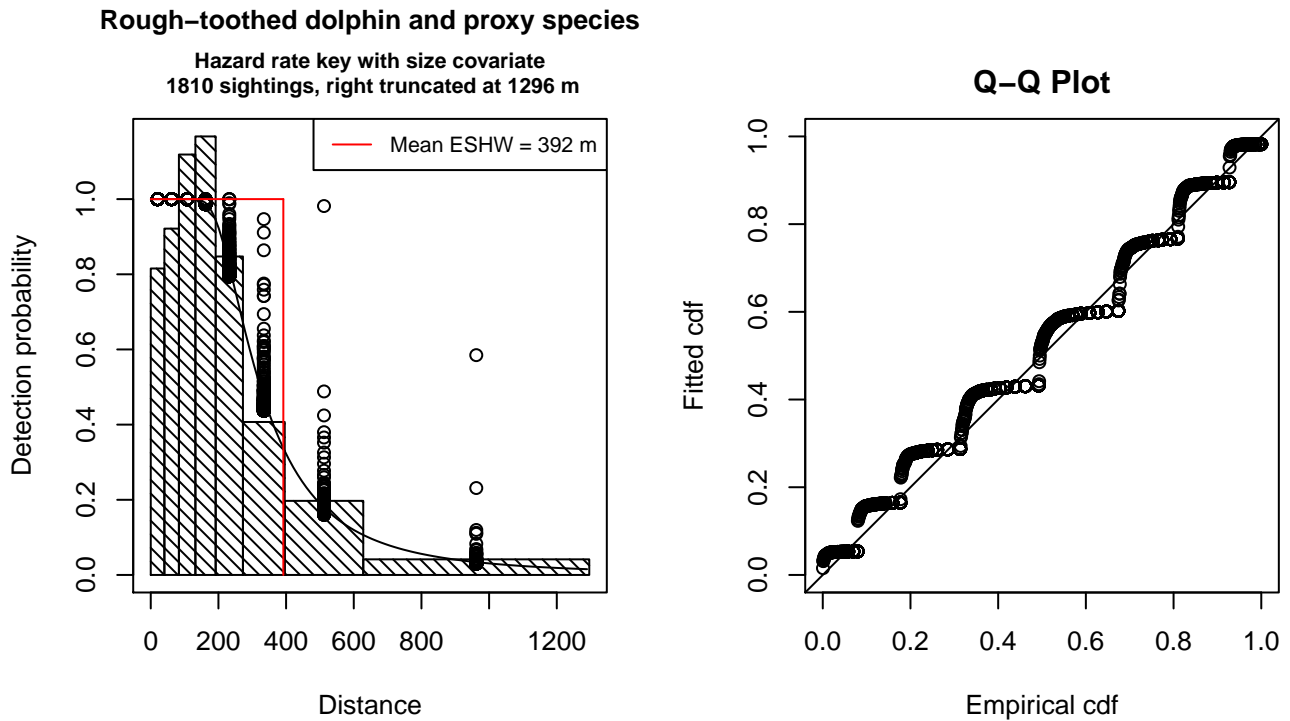 Rough−toothed dolphin and proxy species
Hazard rate key with size covariate
1810 sightings, right truncated at 1296 m
Mean ESHW = 392 m
Detection probability
0.0 0.2 0.4 0.6 0.8 1.0
0 200 400 600 800 1200
Distance
Q−Q Plot
Fitted cdf
0.0 0.2 0.4 0.6 0.8 1.0
0.0 0.2 0.4 0.6 0.8 1.0
Empirical cdf